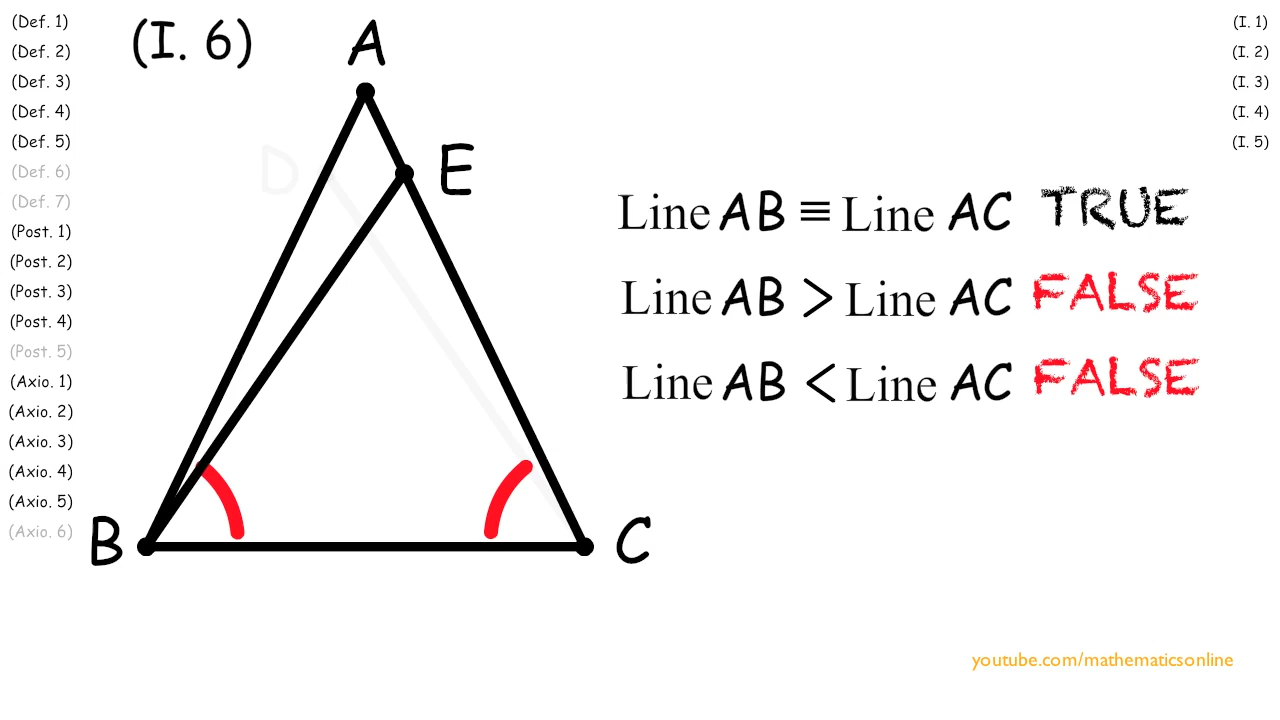 (Def. 1)
(Def. 2)
(Def. 3)
(Def. 4)
(Def. 5)
(Def. 6)
(Def. 7)
(Post. 1)
(Post. 2)
(Post. 3)
(Post. 4)
(Post. 5)
(Axio. 1)
(Axio. 2)
(Axio. 3)
(Axio. 4)
(Axio. 5)
(Axio. 6)
(I. 6)
A
D
E
B
C
Line AB ≡ Line AC TRUE
Line AB > Line AC FALSE
Line AB < Line AC FALSE
(I. 1)
(I. 2)
(I. 3)
(I. 4)
(I. 5)
youtube.com/mathematicsonline